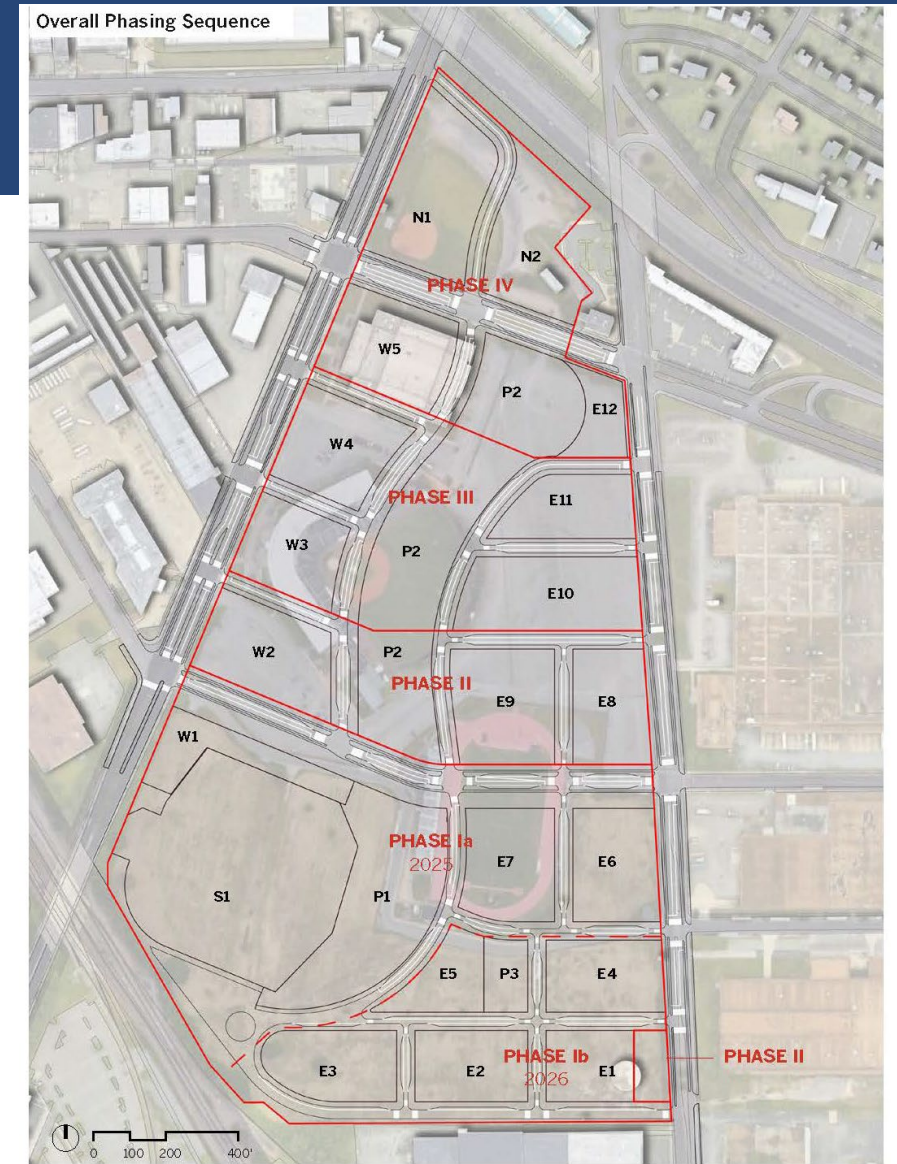 Overall Phasing Sequence
N1
N2
PHASE IV
W5
P2
E12
W4
PHASE III
E11
W3
P2
E10
W2
P2
PHASE II
E9
E8
W1
PHASE Ia
2025
E7
E6
S1
P1
E5
P3
E4
PHASE Ib
2026
PHASE II
E3
E2
E1
0 100 200 400'